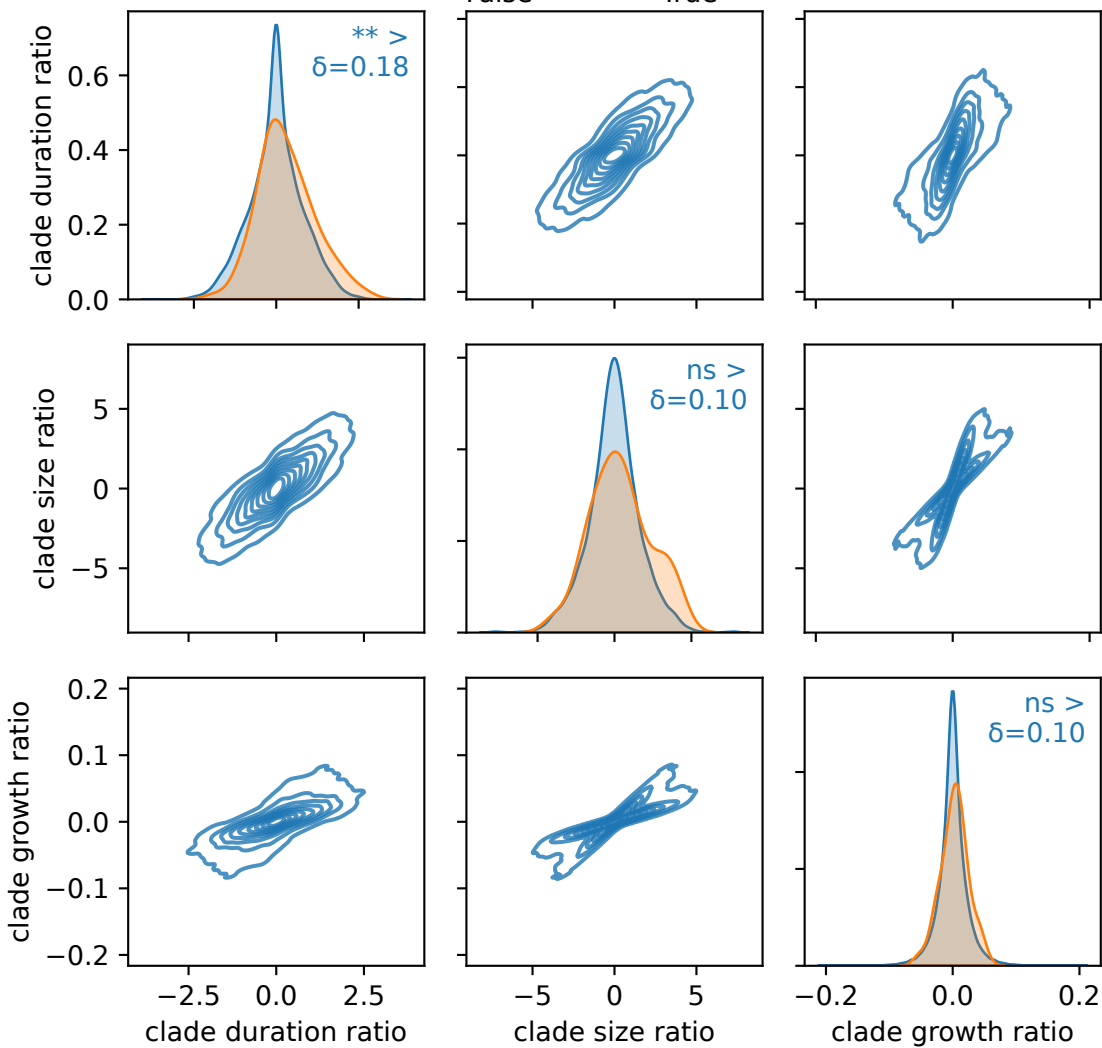 True
clade duration ratio
0.6
0.4
0.2
0.0
** >
δ=0.18
clade size ratio
5
0
−5
ns >
δ=0.10
clade growth ratio
0.2
0.1
0.0
−0.1
−0.2
ns >
δ=0.10
−2.5 0.0 2.5
−5 0 5
−0.2 0.0 0.2
clade duration ratio
clade size ratio
clade growth ratio